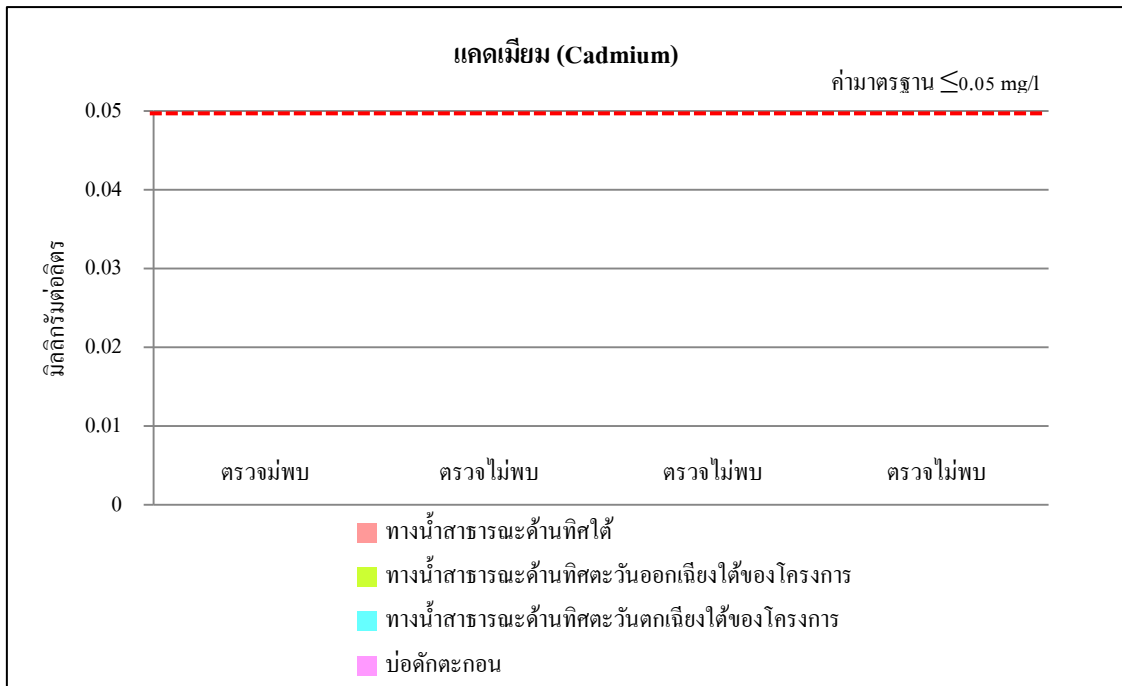 แคดเมียม (Cadmium)
ค่ามาตรฐาน ≤0.05 mg/l
0.05
0.04
0.03
0.02
0.01
0
มิลลิกรัมต่อลิตร
ตรวจม่พบ ตรวจไม่พบ ตรวจไม่พบ ตรวจไม่พบ
ทางน้ำสาธารณะด้านทิศใต้
ทางน้ำสาธารณะด้านทิศตะวันออกเฉียงใต้ของโครงการ
ทางน้ำสาธารณะด้านทิศตะวันตกเฉียงใต้ของโครงการ
บ่อดักตะกอน